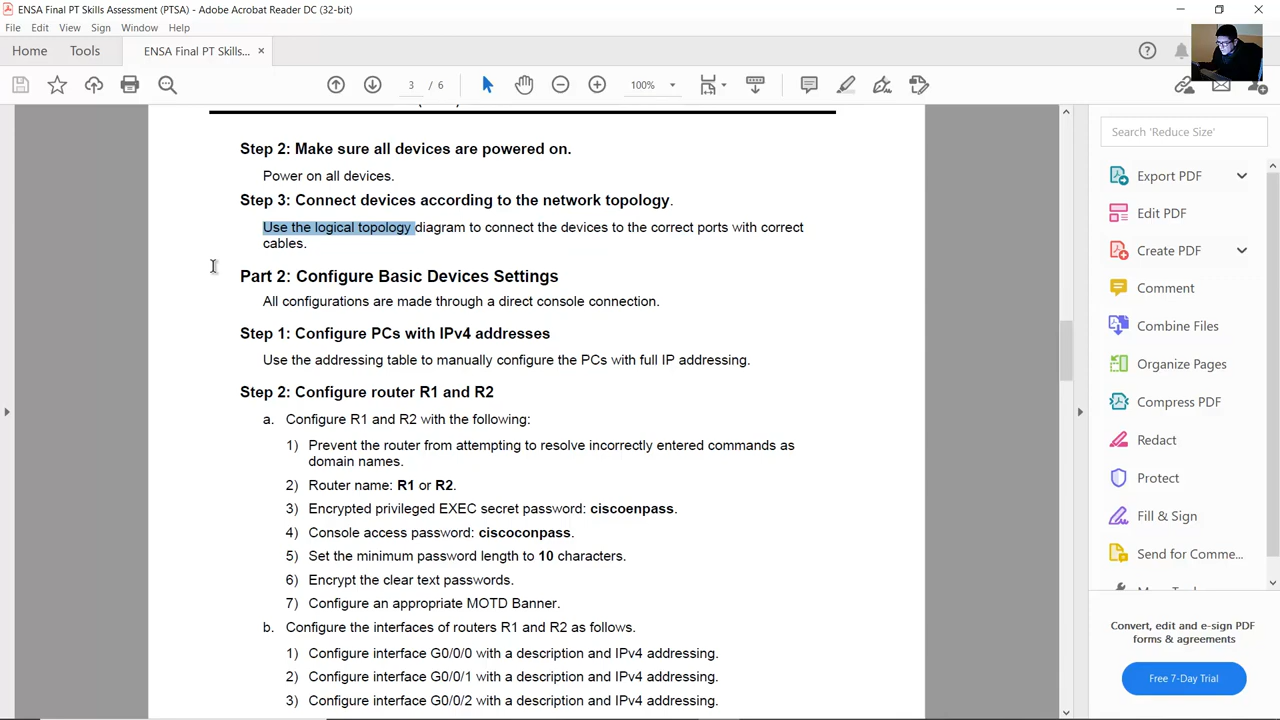 ENSA Final PT Skills Assessment (PTSA) - Adobe Acrobat Reader DC (32-bit)
File Edit View Sign Window Help
Home Tools ENSA Final PT Skills... ×
3 / 6 100%
Step 2: Make sure all devices are powered on.
Power on all devices.
Step 3: Connect devices according to the network topology.
Use the logical topology diagram to connect the devices to the correct ports with correct
cables.
Part 2: Configure Basic Devices Settings
All configurations are made through a direct console connection.
Step 1: Configure PCs with IPv4 addresses
Use the addressing table to manually configure the PCs with full IP addressing.
Step 2: Configure router R1 and R2
a. Configure R1 and R2 with the following:
1) Prevent the router from attempting to resolve incorrectly entered commands as
domain names.
2) Router name: R1 or R2.
3) Encrypted privileged EXEC secret password: ciscoenpass.
4) Console access password: ciscoconpass.
5) Set the minimum password length to 10 characters.
6) Encrypt the clear text passwords.
7) Configure an appropriate MOTD Banner.
b. Configure the interfaces of routers R1 and R2 as follows.
1) Configure interface G0/0/0 with a description and IPv4 addressing.
2) Configure interface G0/0/1 with a description and IPv4 addressing.
3) Configure interface G0/0/2 with a description and IPv4 addressing.
Search 'Reduce Size'
Export PDF
Edit PDF
Create PDF
Comment
Combine Files
Organize Pages
Compress PDF
Redact
Protect
Fill & Sign
Send for Comme...
Convert, edit and e-sign PDF
forms & agreements
Free 7-Day Trial